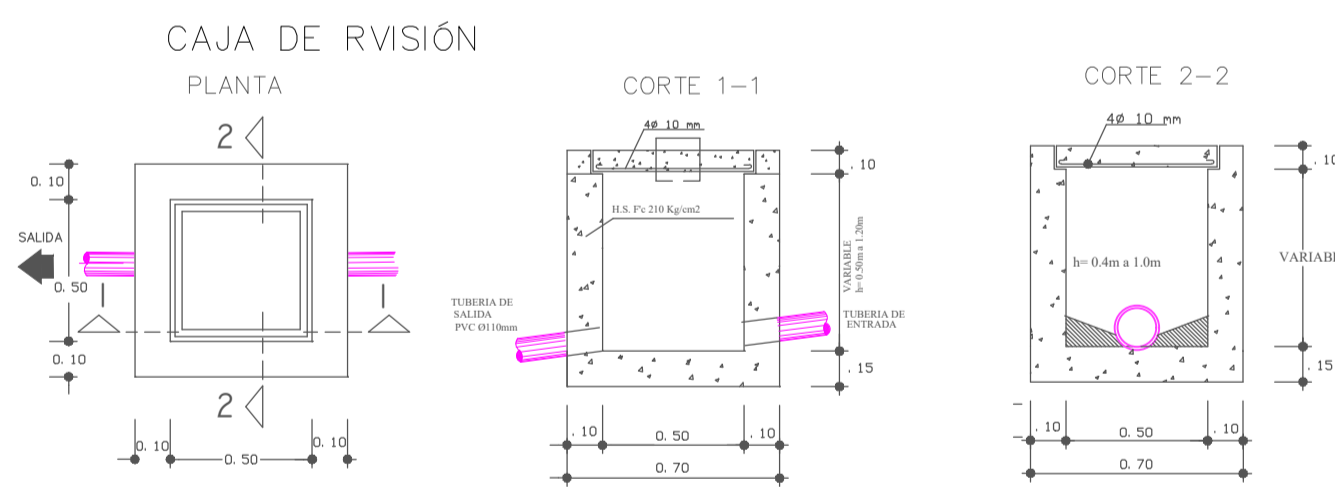 CAJA DE RVISIÓN
PLANTA
2
0. 10
SALIDA
0. 50
0. 10
2
0. 10
0. 50
0. 10
CORTE 1-1
4Ø 10 mm
. 10
H.S. F'c 210 Kg/cm2
VARIABLE
h= 0.50m a 1.20m
TUBERIA DE
SALIDA
PVC Ø110mm
TUBERIA DE
ENTRADA
. 15
. 10
0. 50
. 10
0. 70
CORTE 2-2
4Ø 10 mm
. 10
h= 0.4m a 1.0m
VARIABL
. 15
. 10
0. 50
. 10
0. 70